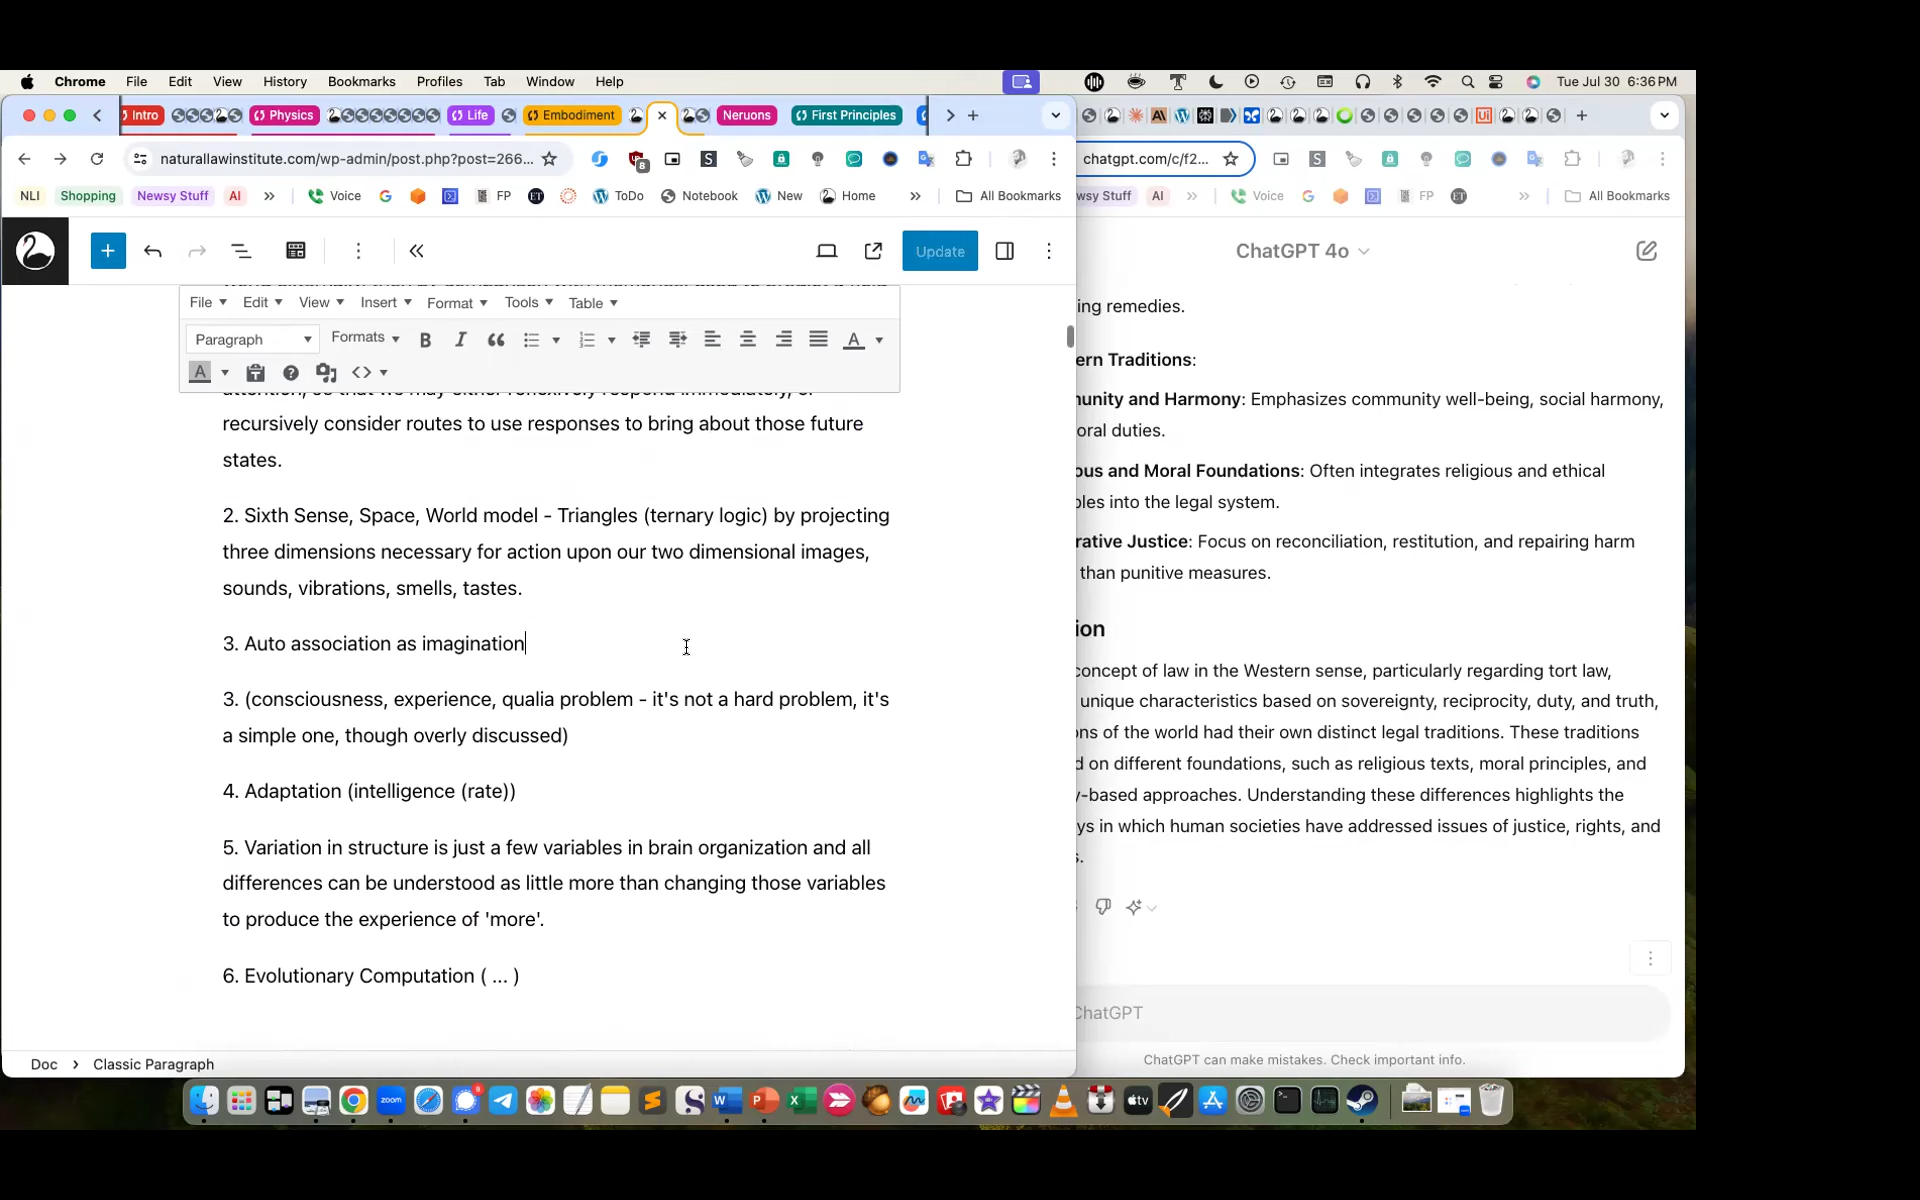 Chrome File Edit View History Bookmarks Profiles Tab Window Help Tue Jul 30 6:36 PM
Intro Physics Life Embodiment Neruons First Principles
naturallawinstitute.com/wp-admin/post.php?post=266...
NLI Shopping Newsy Stuff AI » Voice FP ToDo Notebook New Home » All Bookmarks
Update
File Edit View Insert Format Tools Table
Paragraph Formats B I A
A
recursively consider routes to use responses to bring about those future
states.
2. Sixth Sense, Space, World model - Triangles (ternary logic) by projecting
three dimensions necessary for action upon our two dimensional images,
sounds, vibrations, smells, tastes.
3. Auto association as imagination
3. (consciousness, experience, qualia problem - it's not a hard problem, it's
a simple one, though overly discussed)
4. Adaptation (intelligence (rate))
5. Variation in structure is just a few variables in brain organization and all
differences can be understood as little more than changing those variables
to produce the experience of 'more'.
6. Evolutionary Computation ( ... )
Doc › Classic Paragraph
chatgpt.com/c/f2...
wsy Stuff AI » Voice FP » All Bookmarks
ChatGPT 4o
ing remedies.
ern Traditions:
unity and Harmony: Emphasizes community well-being, social harmony,
oral duties.
ous and Moral Foundations: Often integrates religious and ethical
ples into the legal system.
rative Justice: Focus on reconciliation, restitution, and repairing harm
than punitive measures.
ion
concept of law in the Western sense, particularly regarding tort law,
unique characteristics based on sovereignty, reciprocity, duty, and truth,
ons of the world had their own distinct legal traditions. These traditions
d on different foundations, such as religious texts, moral principles, and
y-based approaches. Understanding these differences highlights the
ys in which human societies have addressed issues of justice, rights, and
s.
ChatGPT
ChatGPT can make mistakes. Check important info.
zoom
tv